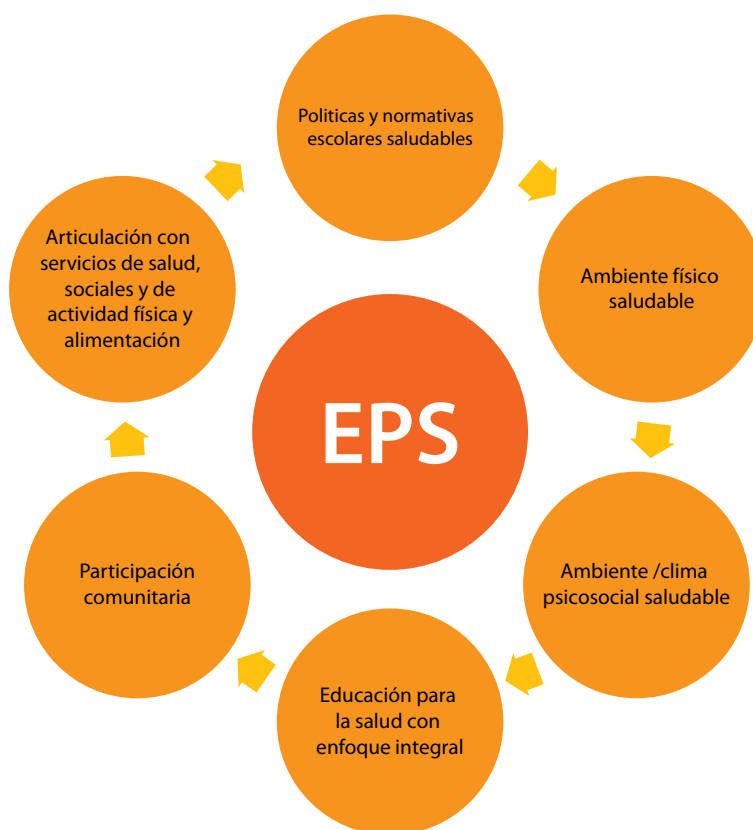 Politicas y normativas
escolares saludables
Ambiente físico
saludable
Ambiente /clima
psicosocial saludable
Educación para
la salud con
enfoque integral
Participación
comunitaria
Articulación con
servicios de salud,
sociales y de
actividad física y
alimentación
EPS